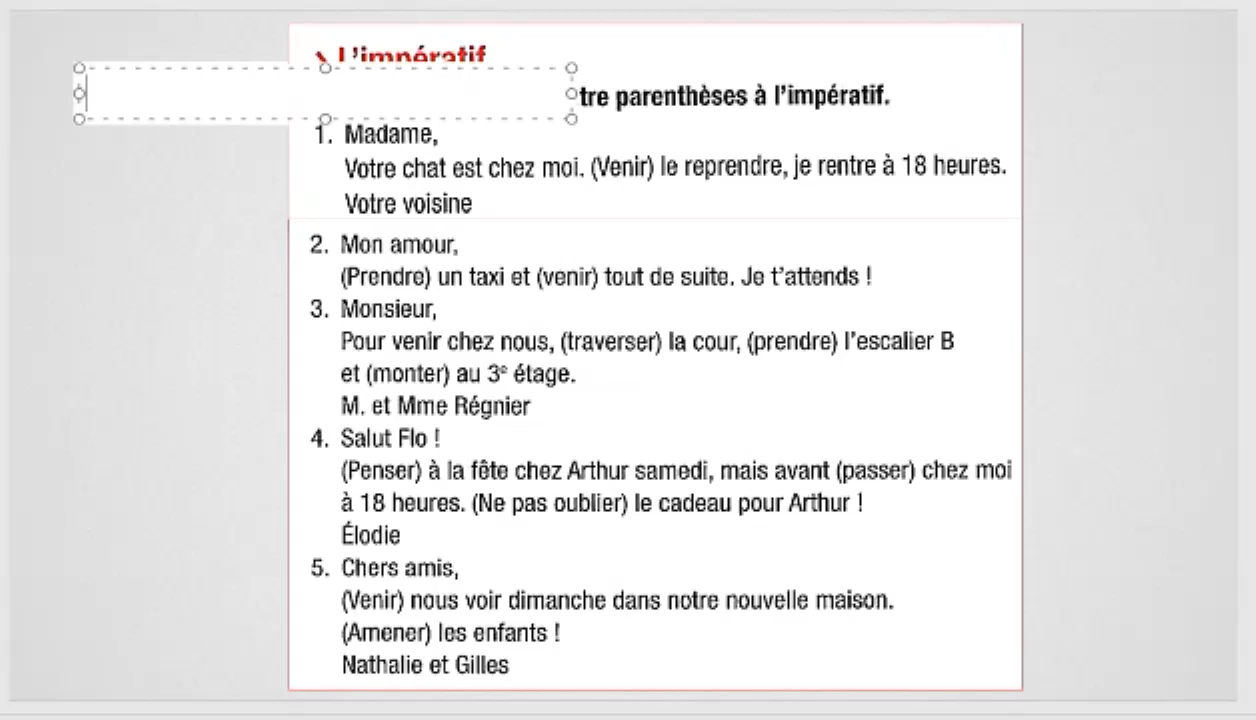 L'impératif
tre parenthèses à l'impératif.
1. Madame,
Votre chat est chez moi. (Venir) le reprendre, je rentre à 18 heures.
Votre voisine
2. Mon amour,
(Prendre) un taxi et (venir) tout de suite. Je t'attends !
3. Monsieur,
Pour venir chez nous, (traverser) la cour, (prendre) l'escalier B
et (monter) au 3e étage.
M. et Mme Régnier
4. Salut Flo !
(Penser) à la fête chez Arthur samedi, mais avant (passer) chez moi
à 18 heures. (Ne pas oublier) le cadeau pour Arthur !
Élodie
5. Chers amis,
(Venir) nous voir dimanche dans notre nouvelle maison.
(Amener) les enfants !
Nathalie et Gilles